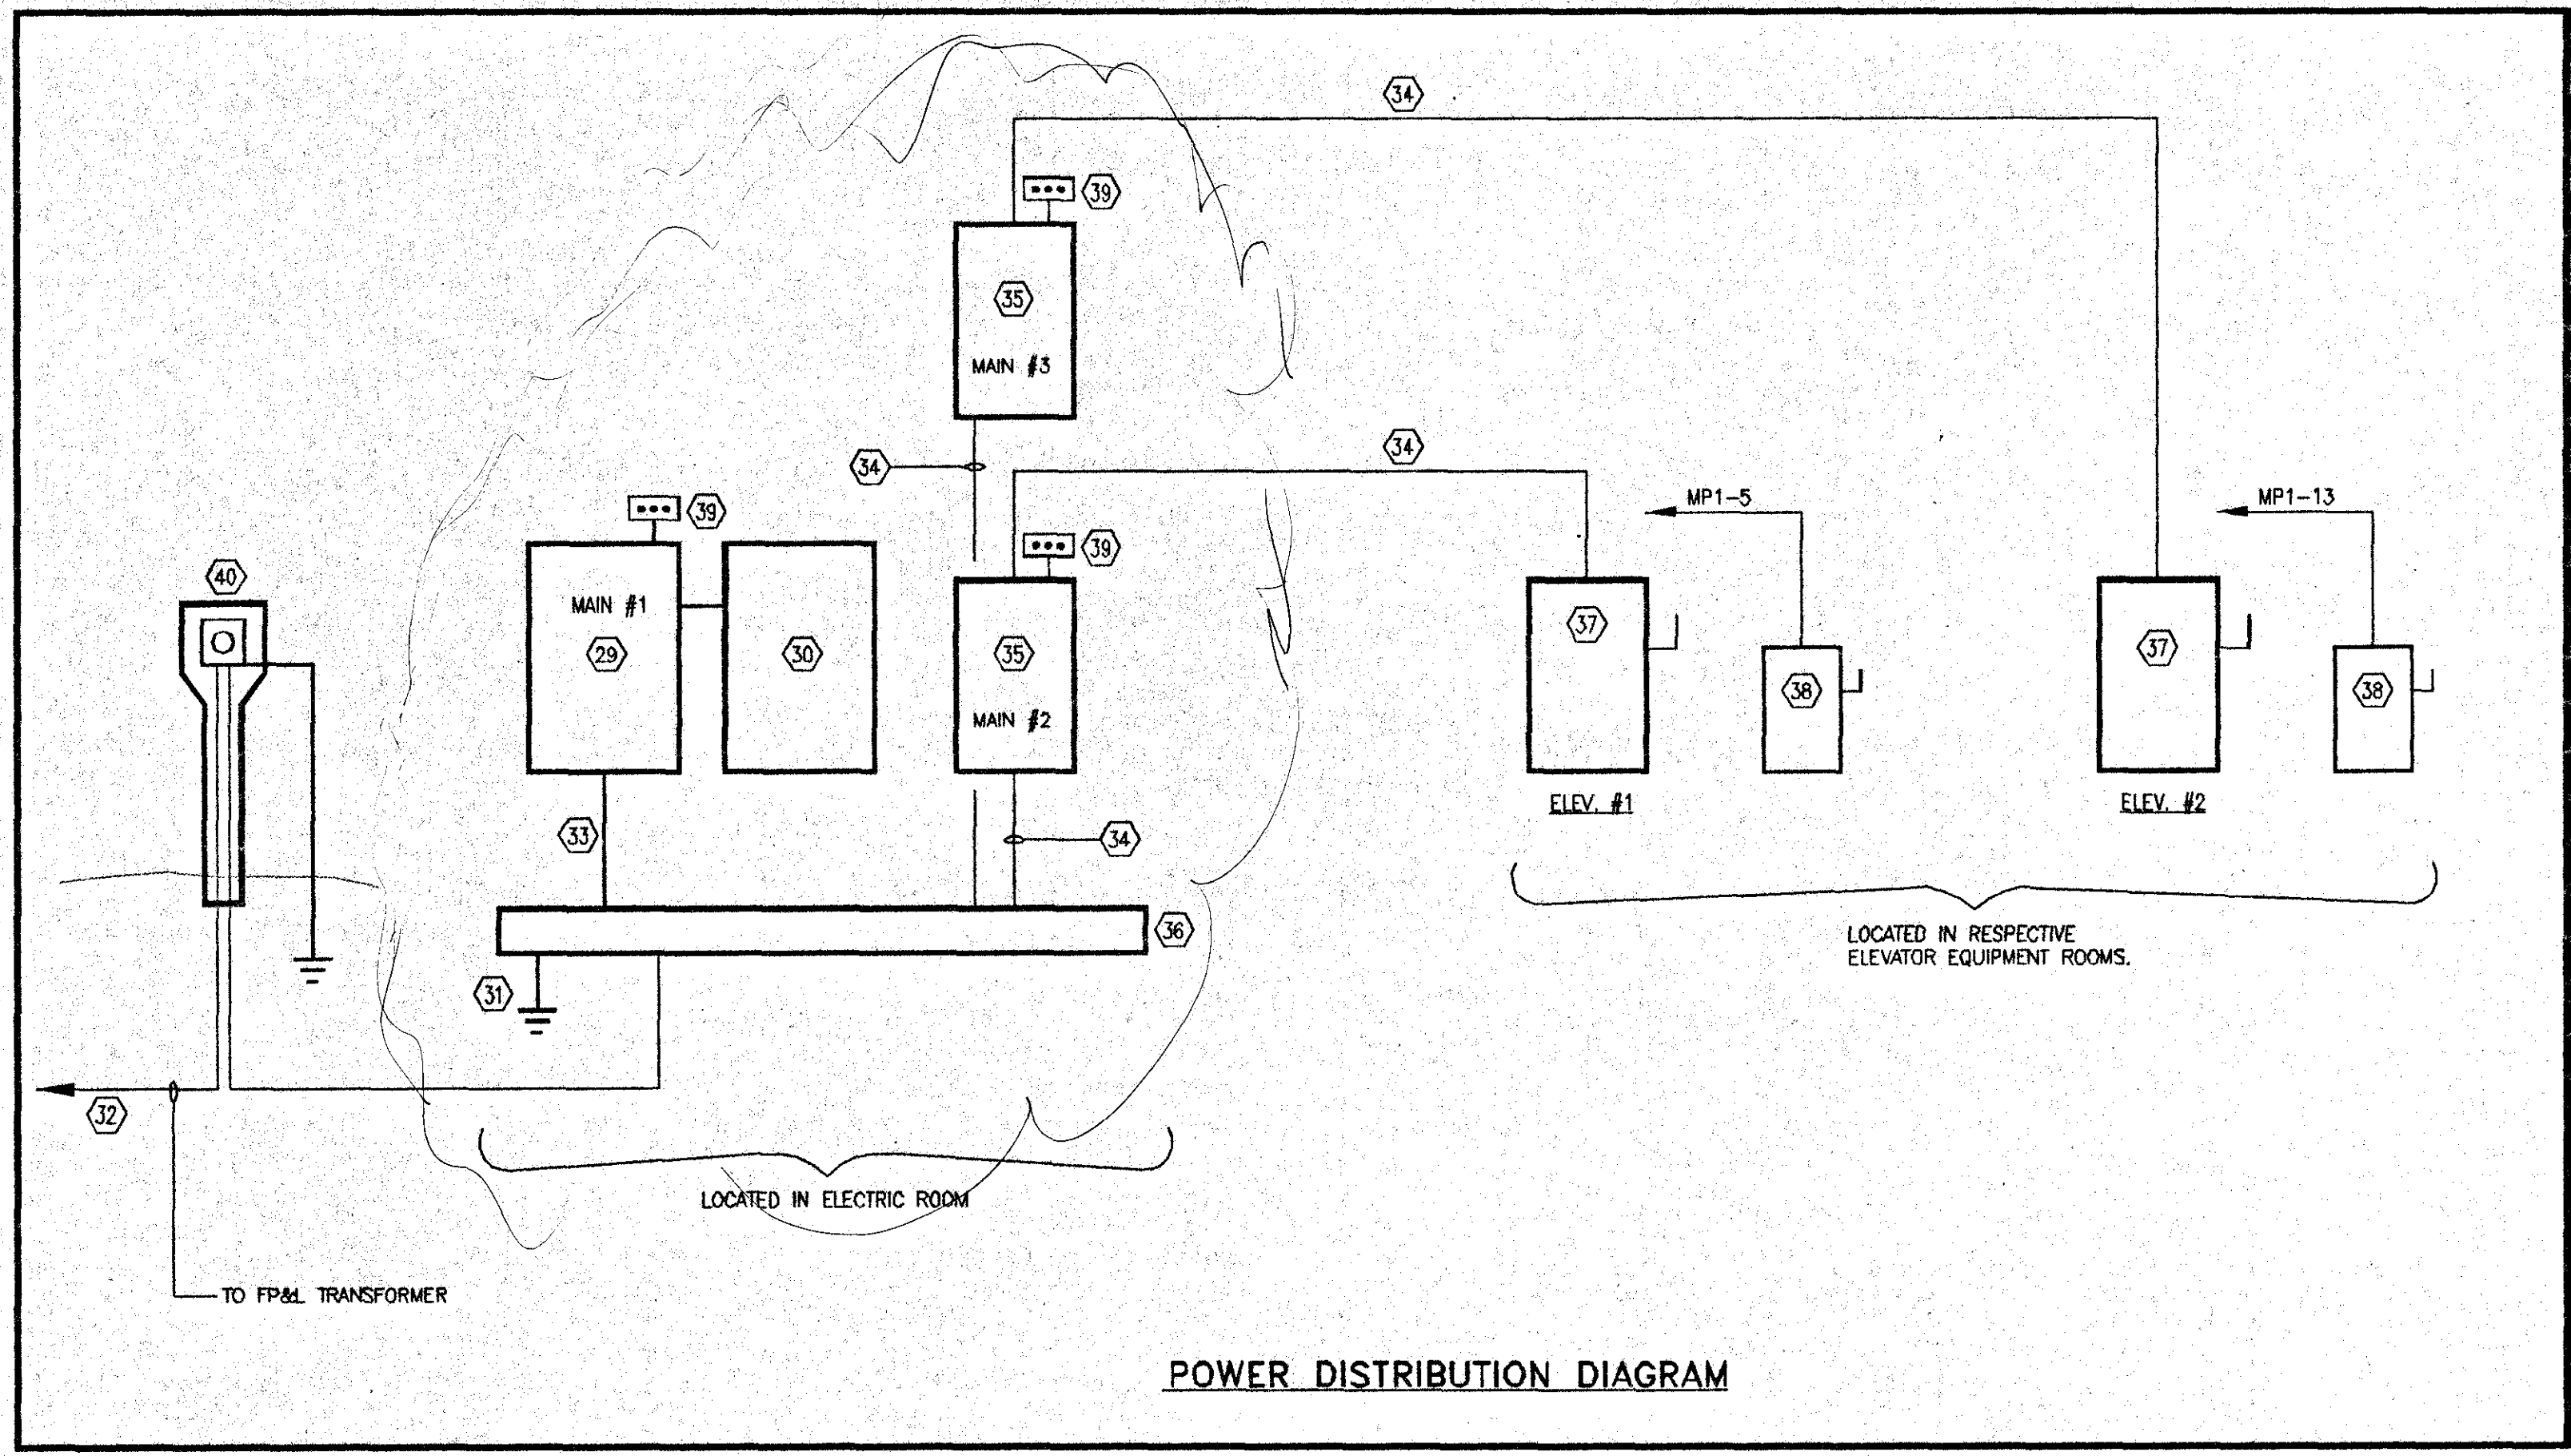 34
39
35
MAIN #3
34
34
39
39
MP1-5
MP1-13
40
MAIN #1
29
30
35
MAIN #2
37
38
37
38
ELEV. #1
ELEV. #2
33
34
36
LOCATED IN RESPECTIVE
ELEVATOR EQUIPMENT ROOMS.
31
32
LOCATED IN ELECTRIC ROOM
TO FP&L TRANSFORMER
POWER DISTRIBUTION DIAGRAM